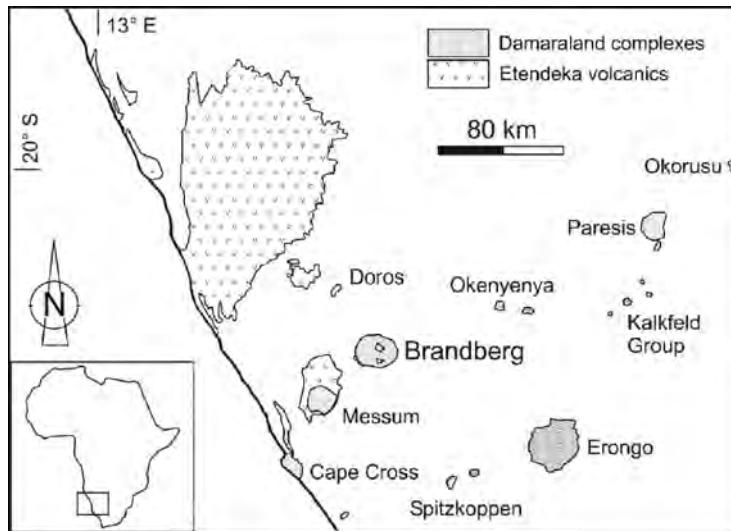 13° E
Damaraland complexes
Etendeka volcanics
80 km
20° S
Okorusu
Paresis
Doros
Okenyenya
Kalkfeld
Group
N
Brandberg
Messum
Erongo
Cape Cross
Spitzkoppen